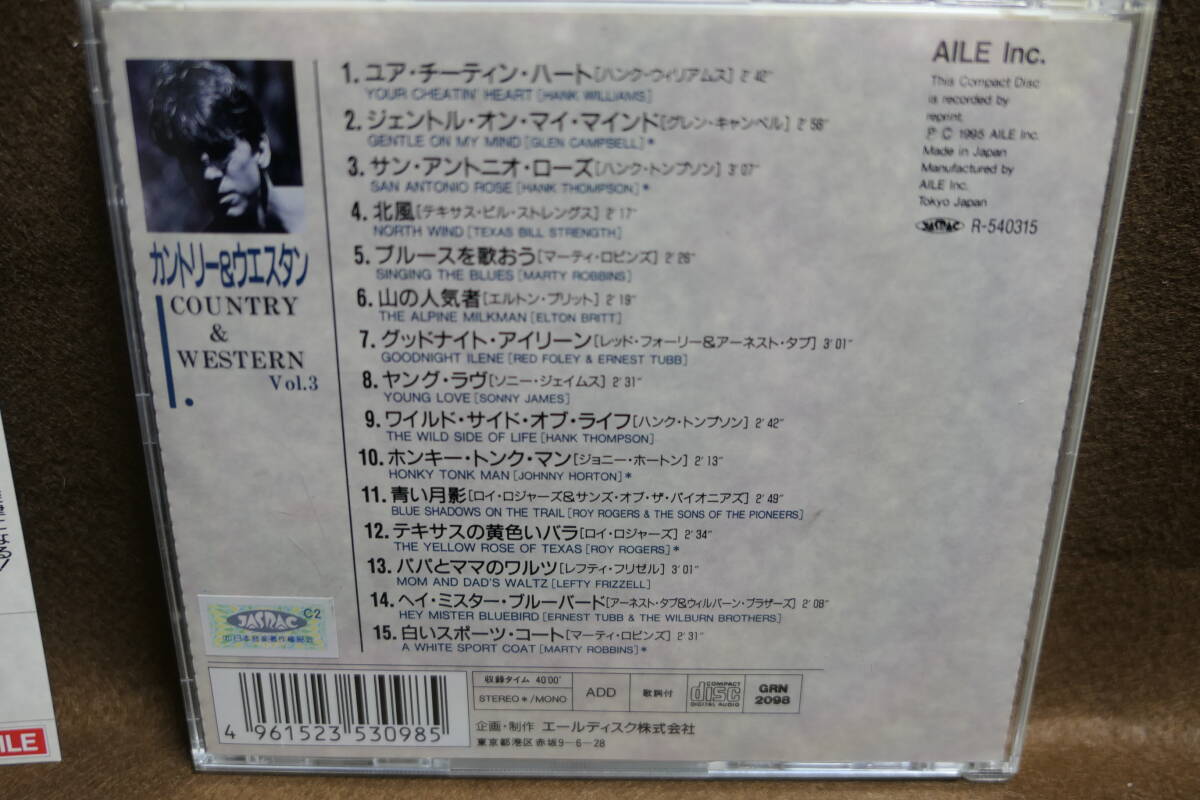 カントリー&ウエスタン
COUNTRY
&
WESTERN
Vol.3
1.ユア・チーティン・ハート[ハンク・ウィリアムス] 2'42"
YOUR CHEATIN' HEART [HANK WILLIAMS]
2.ジェントル・オン・マイ・マインド[グレン・キャンベル] 2'56"
GENTLE ON MY MIND [GLEN CAMPBELL]*
3.サン・アントニオ・ローズ[ハンク・トンプソン] 3'07"
SAN ANTONIO ROSE [HANK THOMPSON]*
4.北風[テキサス・ビル・ストレングス] 2'17"
NORTH WIND [TEXAS BILL STRENGTH]
5.ブルースを歌おう[マーティ・ロビンズ] 2'26"
SINGING THE BLUES [MARTY ROBBINS]
6.山の人気者[エルトン・ブリット] 2'19"
THE ALPINE MILKMAN [ELTON BRITT]
7.グッドナイト・アイリーン[レッド・フォーリー&アーネスト・タブ] 3'01"
GOODNIGHT ILENE [RED FOLEY & ERNEST TUBB]
8.ヤング・ラヴ[ソニー・ジェイムス] 2'31"
YOUNG LOVE [SONNY JAMES]
9.ワイルド・サイド・オブ・ライフ[ハンク・トンプソン] 2'42"
THE WILD SIDE OF LIFE [HANK THOMPSON]
10.ホンキー・トンク・マン[ジョニー・ホートン] 2'13"
HONKY TONK MAN [JOHNNY HORTON]*
11.青い月影[ロイ・ロジャーズ&サンズ・オブ・ザ・パイオニアズ] 2'49"
BLUE SHADOWS ON THE TRAIL [ROY ROGERS & THE SONS OF THE PIONEERS]
12.テキサスの黄色いバラ[ロイ・ロジャーズ] 2'34"
THE YELLOW ROSE OF TEXAS [ROY ROGERS]*
13.パパとママのワルツ[レフティ・フリゼル] 3'01"
MOM AND DAD'S WALTZ [LEFTY FRIZZELL]
14.ヘイ・ミスター・ブルーバード[アーネスト・タブ&ウィルバーン・ブラザーズ] 2'08"
HEY MISTER BLUEBIRD [ERNEST TUBB & THE WILBURN BROTHERS]
15.白いスポーツ・コート[マーティ・ロビンズ] 2'31"
A WHITE SPORT COAT [MARTY ROBBINS]*
AILE Inc.
This Compact Disc
is recorded by
reprint.
Ⓟ Ⓒ 1995 AILE Inc.
Made in Japan
Manufactured by
AILE Inc.
Tokyo Japan
JASRAC R-540315
JASRAC C2
(社)日本音楽著作権協会
4 961523 530985
収録タイム 40'00"
STEREO*/MONO
ADD
歌詞付
COMPACT
disc
DIGITAL AUDIO
GRN
2098
企画・制作 エールディスク株式会社
東京都港区赤坂9-6-28
になる!
ILE